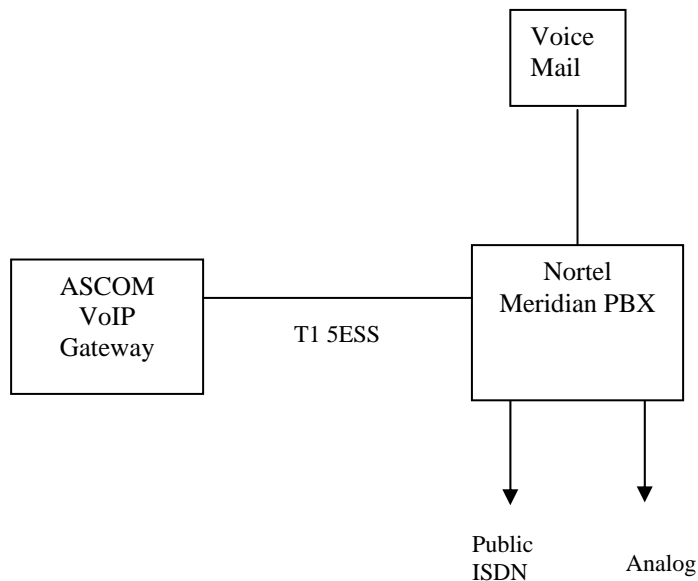 Voice
Mail
ASCOM
VoIP
Gateway
T1 5ESS
Nortel
Meridian PBX
Public
ISDN
Analog